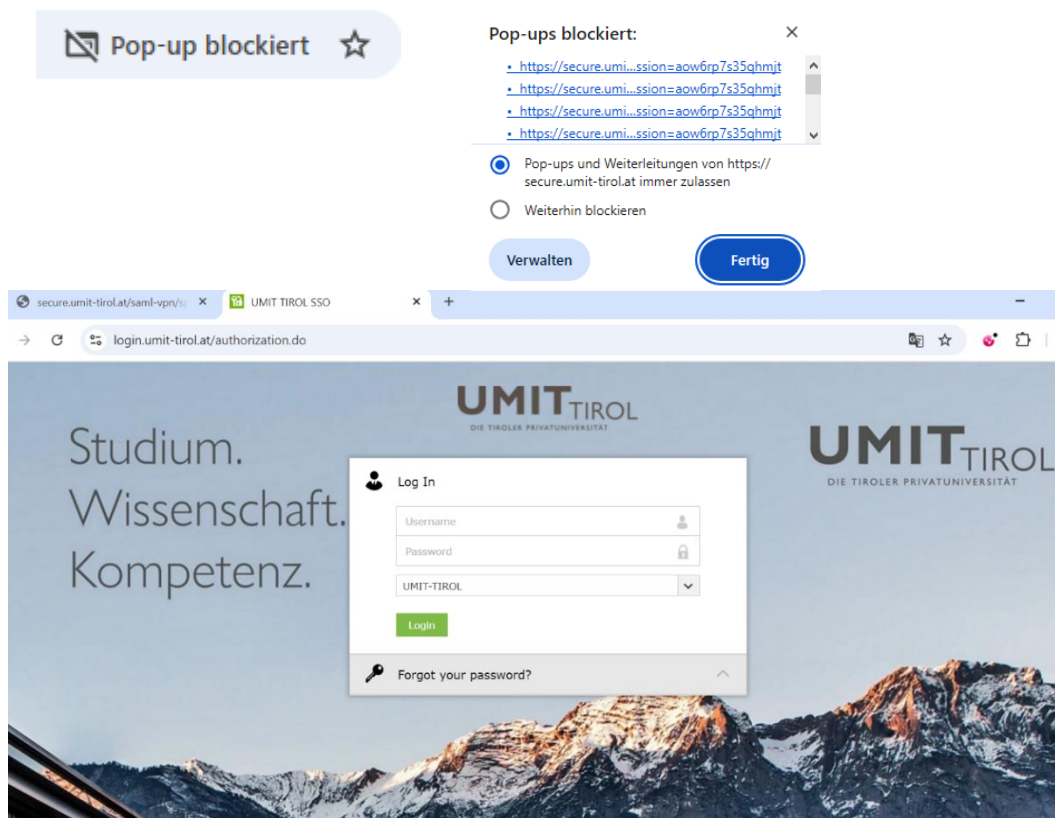 Pop-up blockiert
Pop-ups blockiert:
• https://secure.umi...ssion=aow6rp7s35qhmjt
• https://secure.umi...ssion=aow6rp7s35qhmjt
• https://secure.umi...ssion=aow6rp7s35qhmjt
• https://secure.umi...ssion=aow6rp7s35qhmjt
Pop-ups und Weiterleitungen von https://
secure.umit-tirol.at immer zulassen
Weiterhin blockieren
Verwalten
Fertig
secure.umit-tirol.at/saml-vpn/sp
UMIT TIROL SSO
login.umit-tirol.at/authorization.do
UMIT TIROL
DIE TIROLER PRIVATUNIVERSITÄT
Studium.
Wissenschaft.
Kompetenz.
UMIT TIROL
DIE TIROLER PRIVATUNIVERSITÄT
Log In
Username
Password
UMIT-TIROL
Login
Forgot your password?